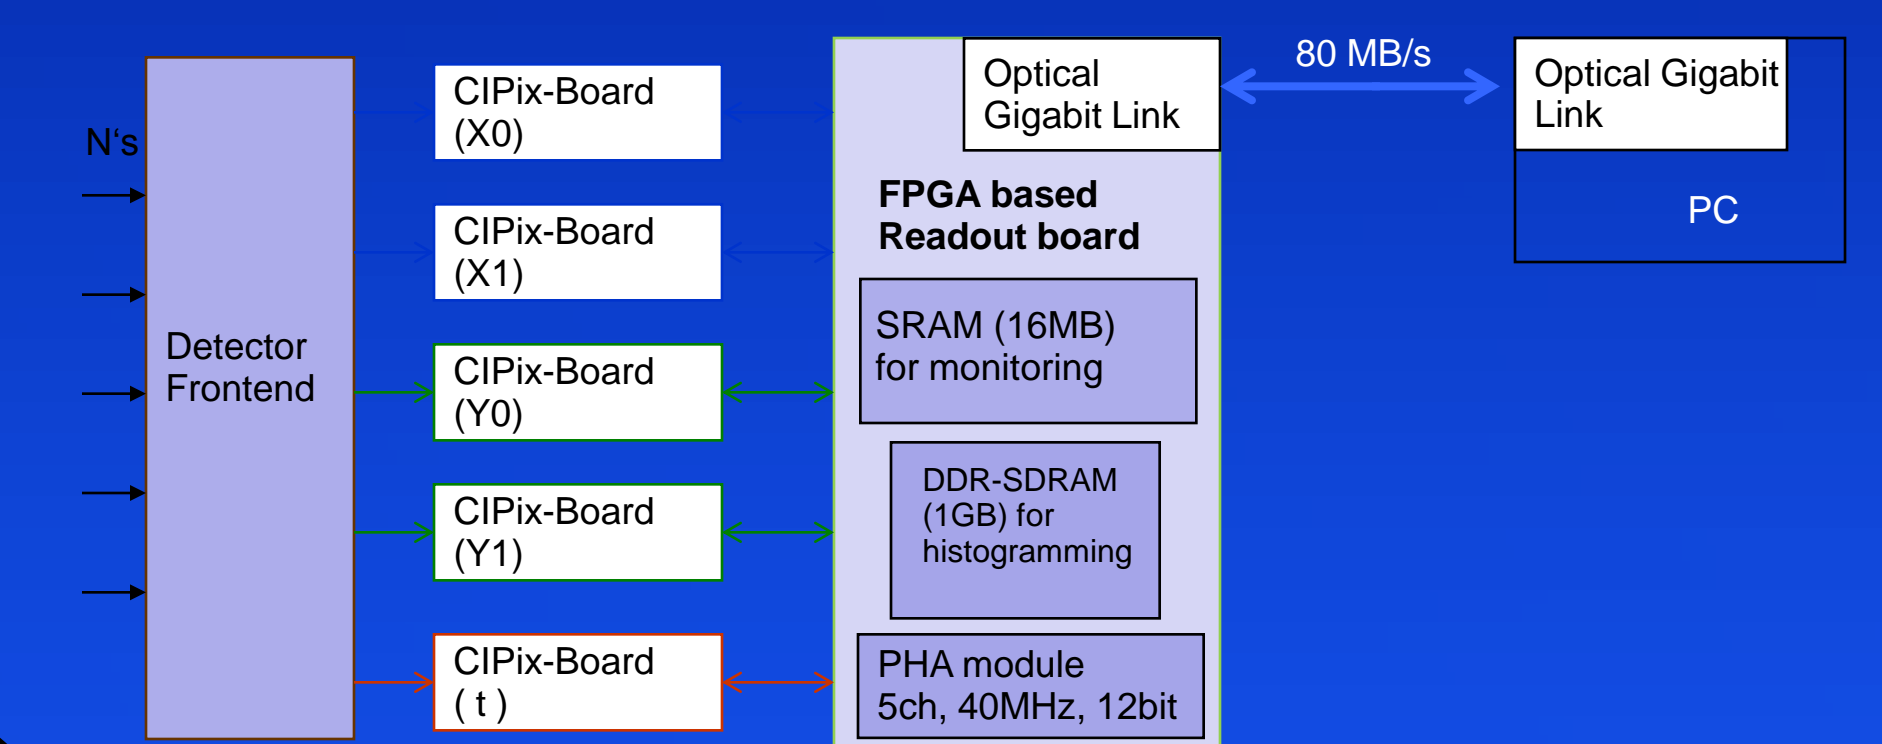 N‘s
Detector
Frontend
CIPix-Board
(X0)
CIPix-Board
(X1)
CIPix-Board
(Y0)
CIPix-Board
(Y1)
CIPix-Board
( t )
Optical
Gigabit Link
FPGA based
Readout board
SRAM (16MB)
for monitoring
DDR-SDRAM
(1GB) for
histogramming
PHA module
5ch, 40MHz, 12bit
80 MB/s
Optical Gigabit
Link
PC